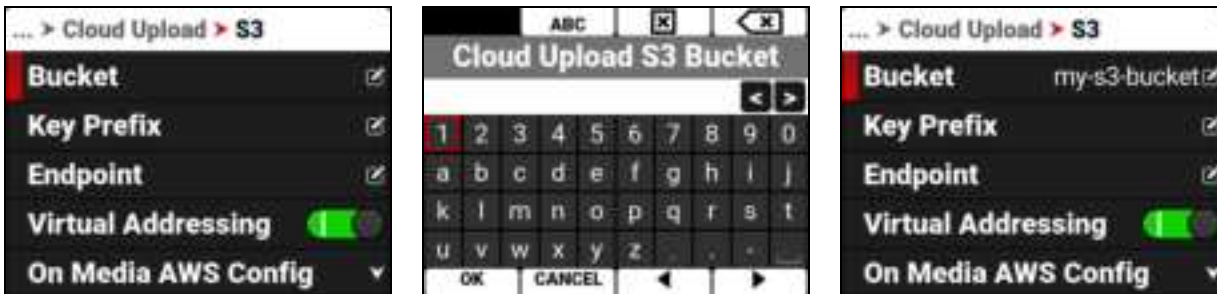 ... > Cloud Upload > S3
Bucket
Key Prefix
Endpoint
Virtual Addressing
On Media AWS Config
ABC
Cloud Upload S3 Bucket
< >
1 2 3 4 5 6 7 8 9 0
a b c d e f g h i j
k l m n o p q r s t
u v w x y z . - _
OK CANCEL
... > Cloud Upload > S3
Bucket my-s3-bucket
Key Prefix
Endpoint
Virtual Addressing
On Media AWS Config